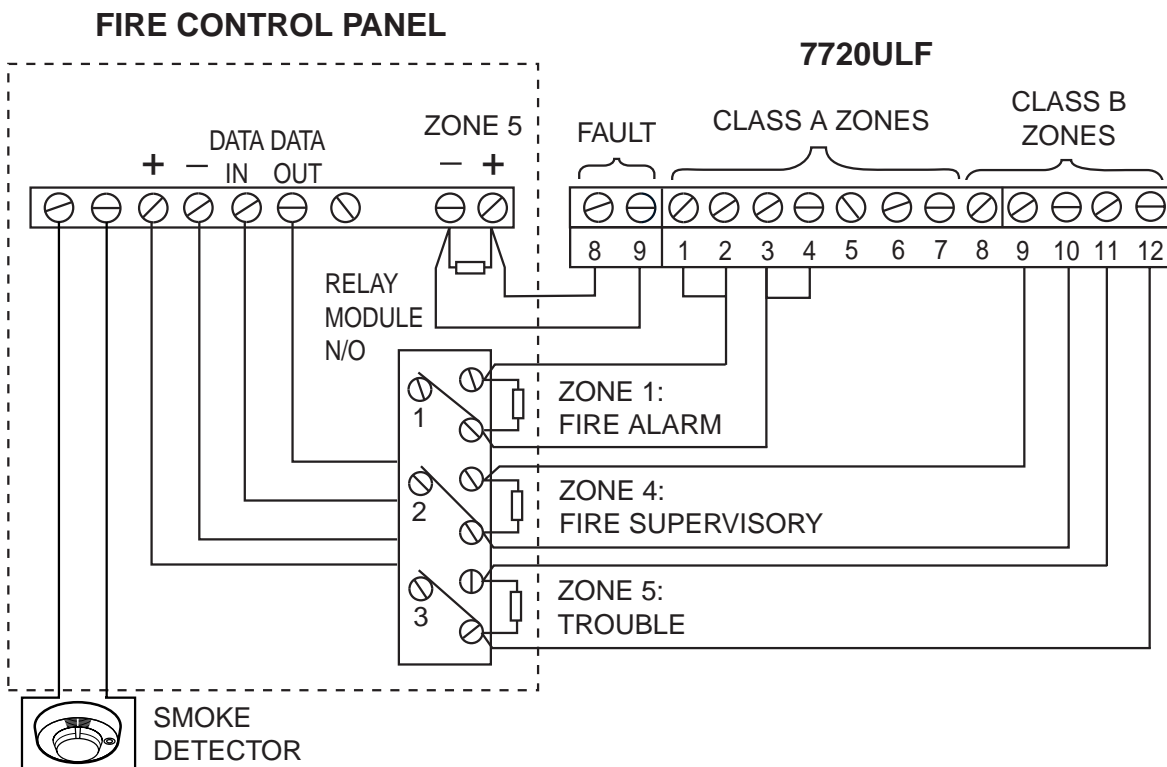 FIRE CONTROL PANEL
7720ULF
ZONE 5
DATA DATA
IN OUT
+ — — +
FAULT
CLASS A ZONES
CLASS B
ZONES
8 9 1 2 3 4 5 6 7 8 9 10 11 12
RELAY
MODULE
N/O
1
ZONE 1:
FIRE ALARM
2
ZONE 4:
FIRE SUPERVISORY
3
ZONE 5:
TROUBLE
SMOKE
DETECTOR